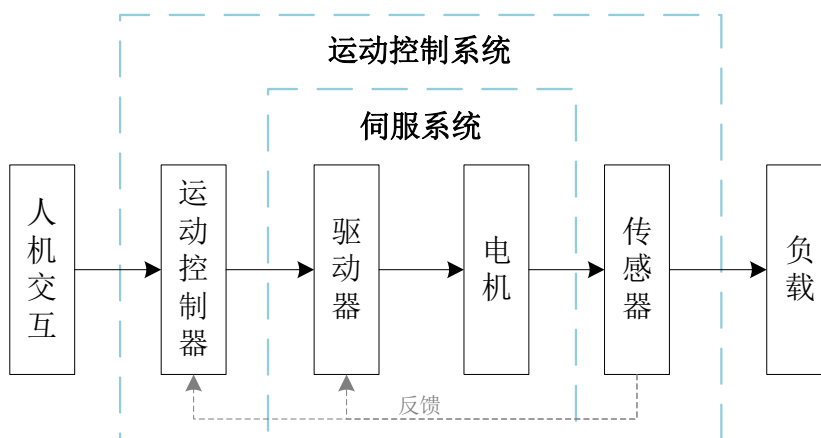 运动控制系统
伺服系统
人机交互
运动控制器
驱动器
电机
传感器
负载
反馈